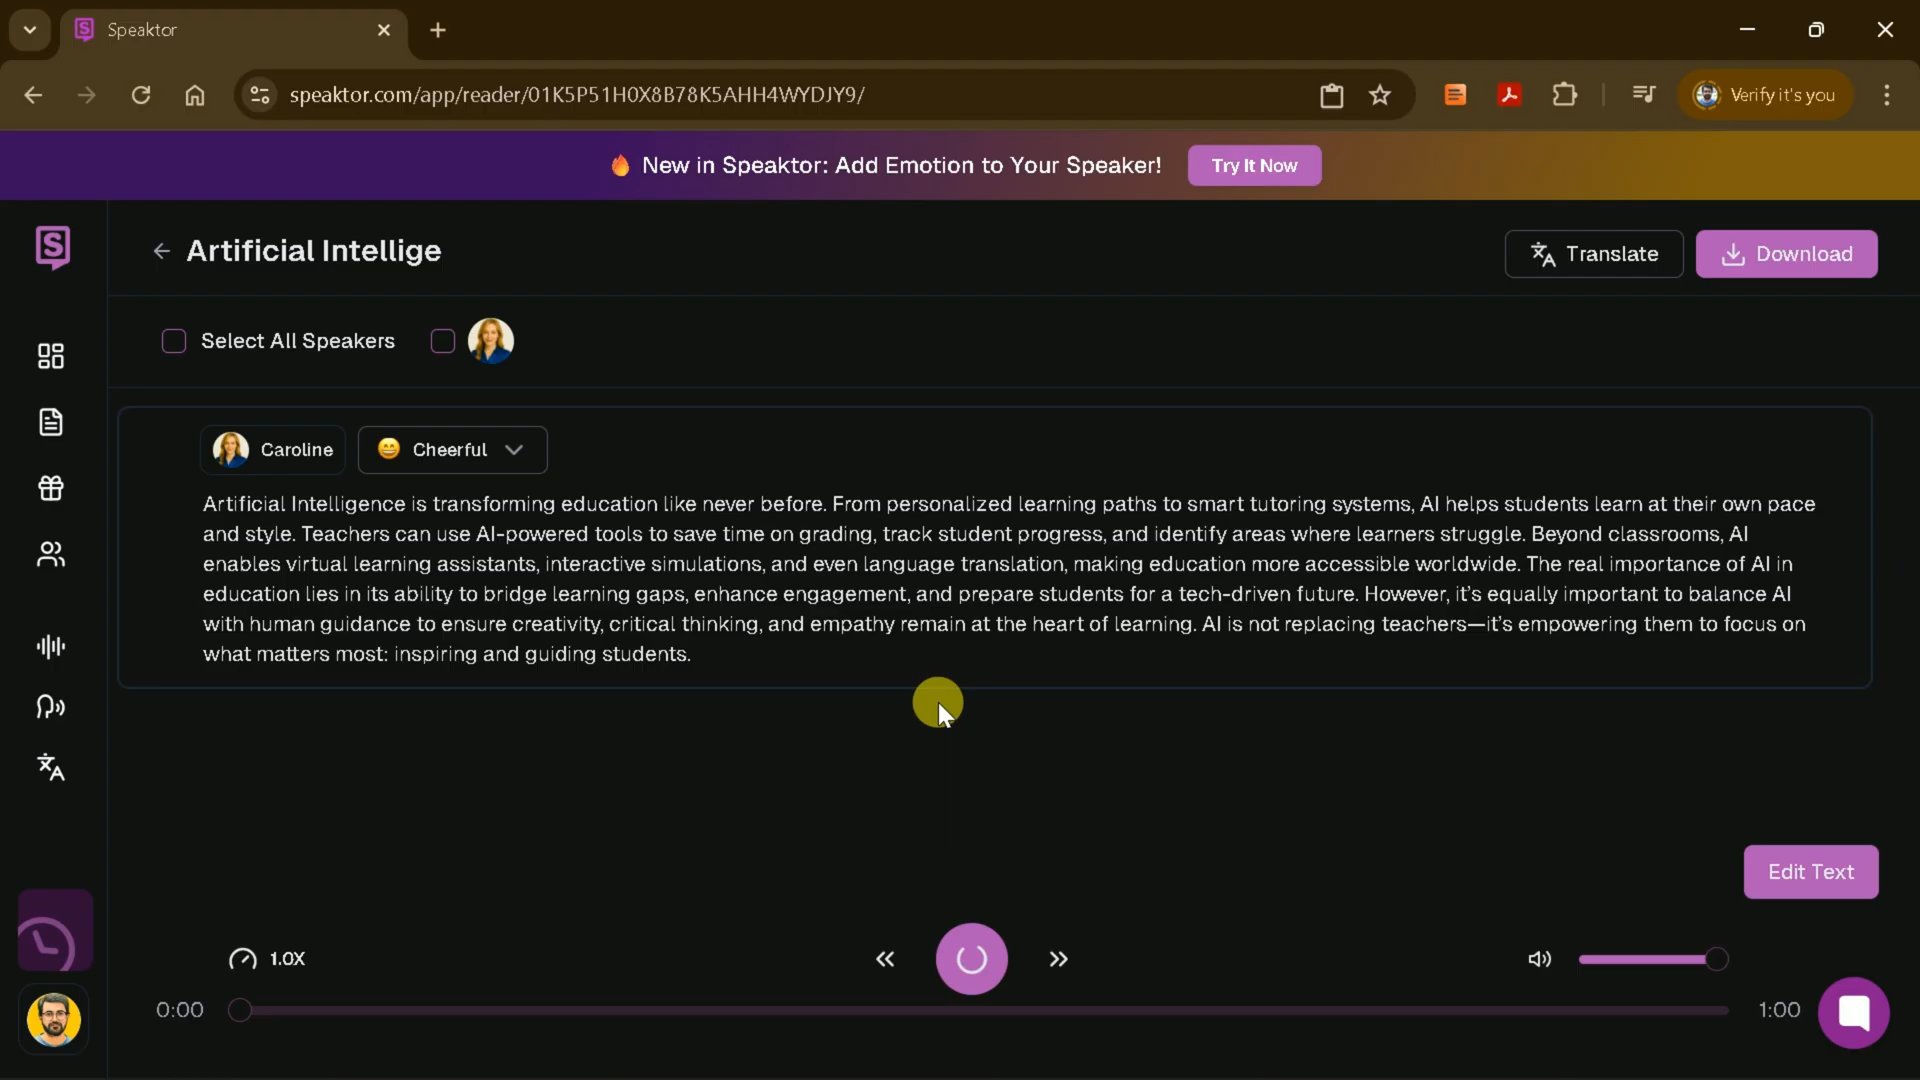 Speaktor
speaktor.com/app/reader/01K5P51H0X8B78K5AHH4WYDJY9/
Verify it's you
New in Speaktor: Add Emotion to Your Speaker!
Try It Now
Artificial Intellige
Translate
Download
Select All Speakers
Caroline
Cheerful
Artificial Intelligence is transforming education like never before. From personalized learning paths to smart tutoring systems, AI helps students learn at their own pace
and style. Teachers can use AI-powered tools to save time on grading, track student progress, and identify areas where learners struggle. Beyond classrooms, AI
enables virtual learning assistants, interactive simulations, and even language translation, making education more accessible worldwide. The real importance of AI in
education lies in its ability to bridge learning gaps, enhance engagement, and prepare students for a tech-driven future. However, it’s equally important to balance AI
with human guidance to ensure creativity, critical thinking, and empathy remain at the heart of learning. AI is not replacing teachers—it’s empowering them to focus on
what matters most: inspiring and guiding students.
Edit Text
1.0X
0:00
1:00